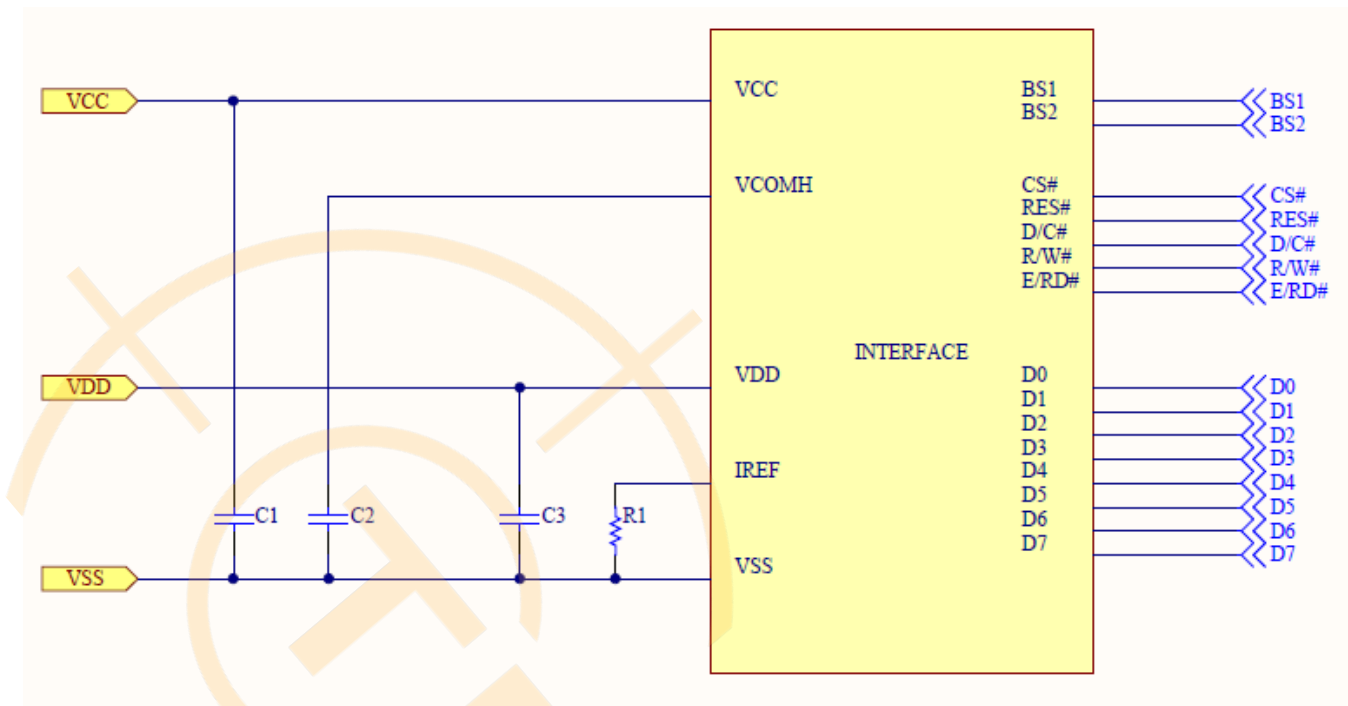 VCC
VDD
VSS
C1
C2
C3
R1
VCC
VCOMH
VDD
IREF
VSS
INTERFACE
BS1
BS2
CS#
RES#
D/C#
R/W#
E/RD#
D0
D1
D2
D3
D4
D5
D6
D7
BS1
BS2
CS#
RES#
D/C#
R/W#
E/RD#
D0
D1
D2
D3
D4
D5
D6
D7